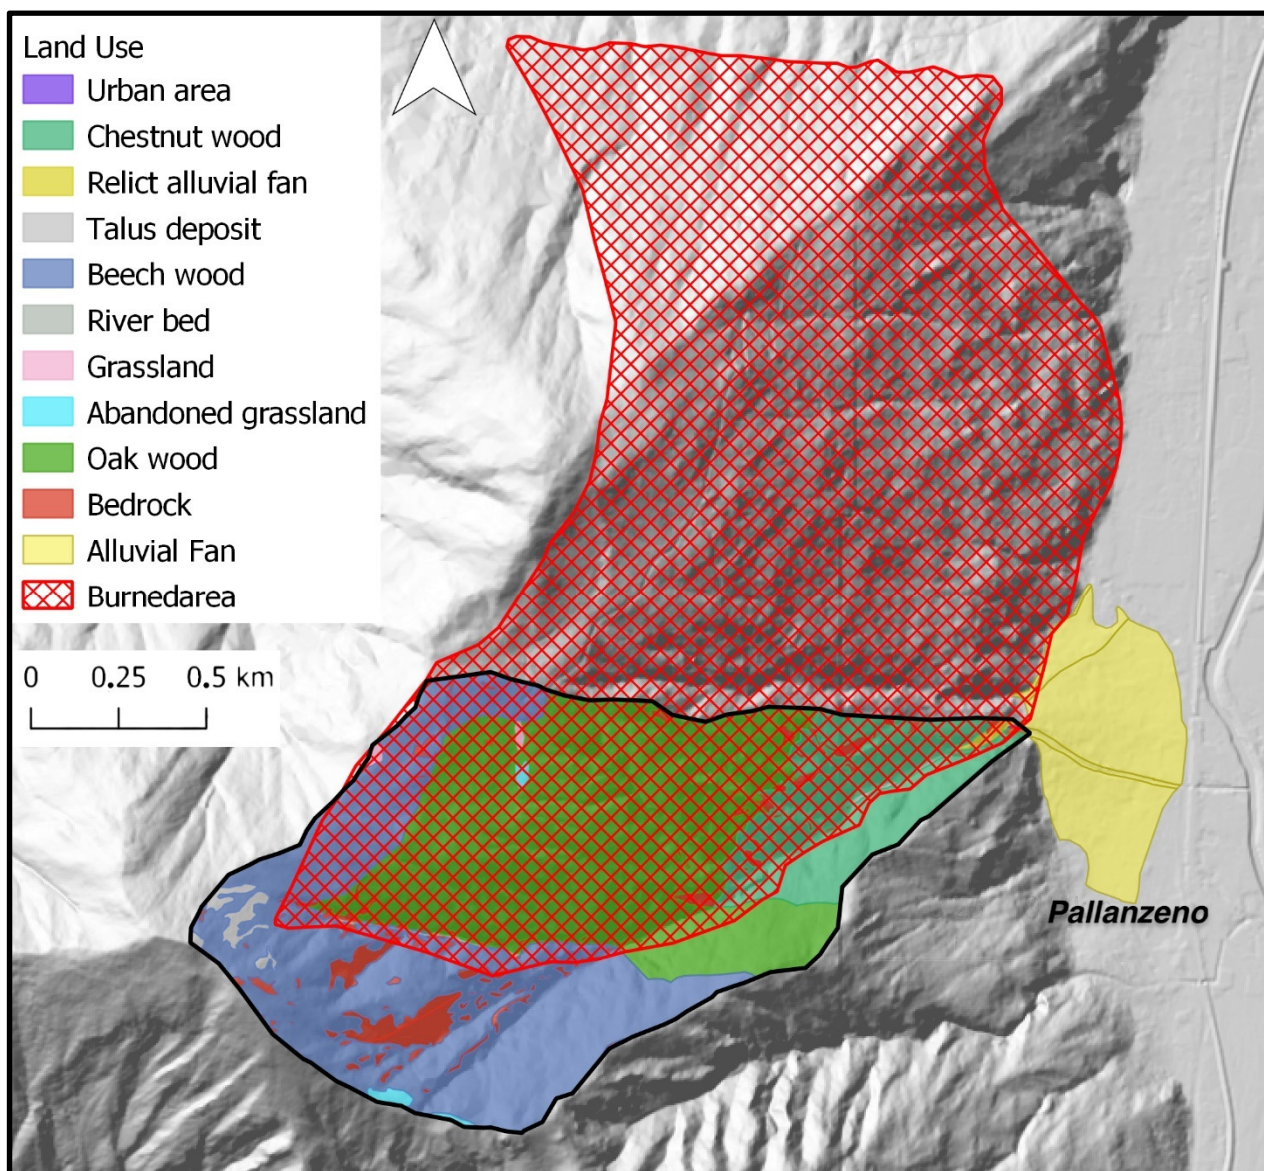 Land Use
Urban area
Chestnut wood
Relict alluvial fan
Talus deposit
Beech wood
River bed
Grassland
Abandoned grassland
Oak wood
Bedrock
Alluvial Fan
Burnedarea
0 0.25 0.5 km
Pallanzeno